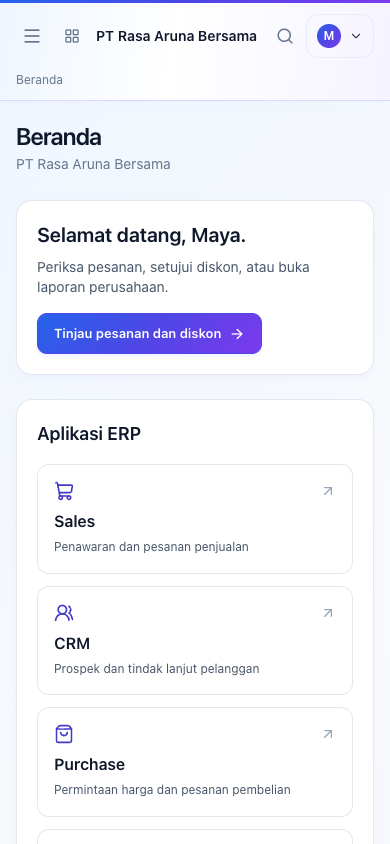 PT Rasa Aruna Bersama
M
Beranda
Beranda
PT Rasa Aruna Bersama
Selamat datang, Maya.
Periksa pesanan, setujui diskon, atau buka
laporan perusahaan.
Tinjau pesanan dan diskon
Aplikasi ERP
Sales
Penawaran dan pesanan penjualan
CRM
Prospek dan tindak lanjut pelanggan
Purchase
Permintaan harga dan pesanan pembelian